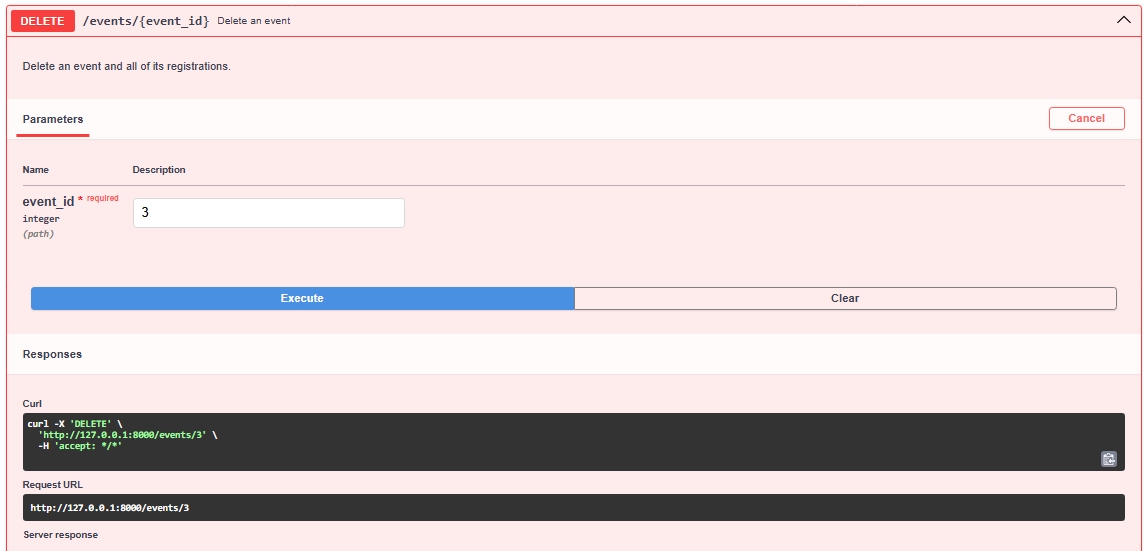 DELETE /events/{event_id} Delete an event
Delete an event and all of its registrations.
Parameters Cancel
Name Description
event_id * required 3
integer
(path)
Execute Clear
Responses
Curl
curl -X 'DELETE' \
'http://127.0.0.1:8000/events/3' \
-H 'accept: */*'
Request URL
http://127.0.0.1:8000/events/3
Server response